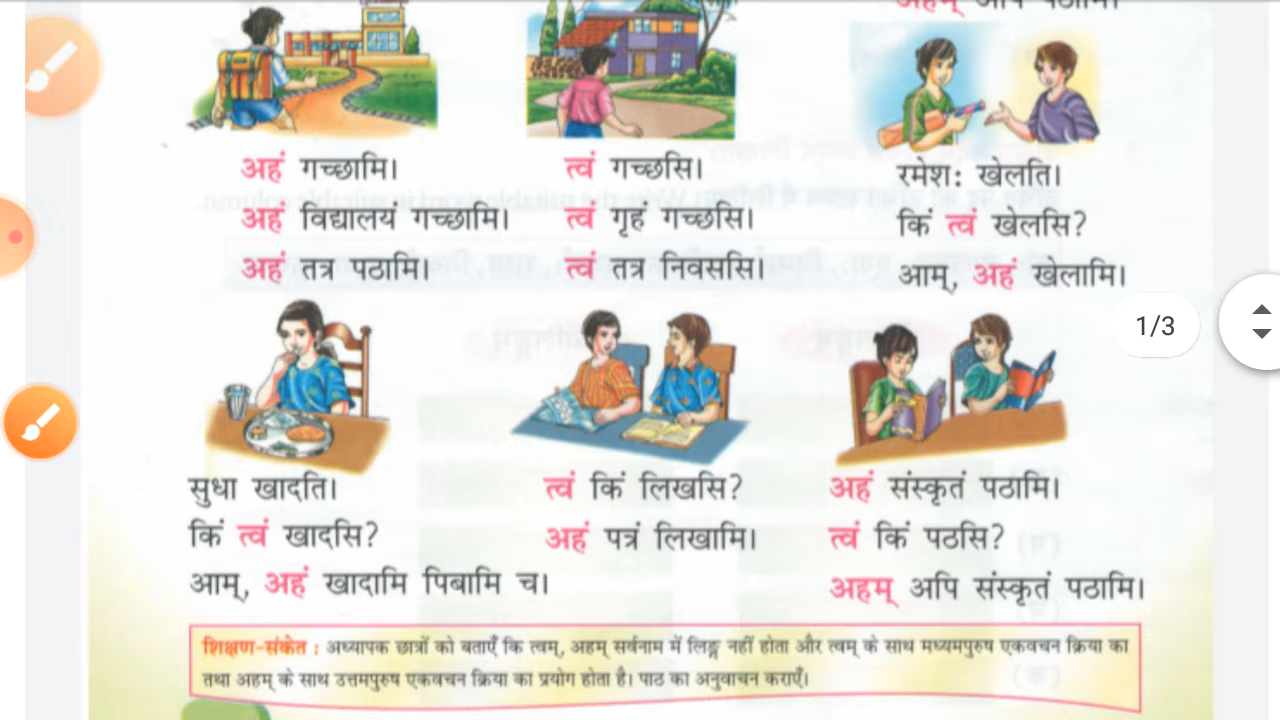 अहम् अपि पठामि।
अहं गच्छामि।
अहं विद्यालयं गच्छामि।
अहं तत्र पठामि।
त्वं गच्छसि।
त्वं गृहं गच्छसि।
त्वं तत्र निवससि।
रमेशः खेलति।
किं त्वं खेलसि?
आम्, अहं खेलामि।
1/3
सुधा खादति।
किं त्वं खादसि?
आम्, अहं खादामि पिबामि च।
त्वं किं लिखसि?
अहं पत्रं लिखामि।
अहं संस्कृतं पठामि।
त्वं किं पठसि?
अहम् अपि संस्कृतं पठामि।
शिक्षण-संकेत : अध्यापक छात्रों को बताएँ कि त्वम्, अहम् सर्वनाम में लिङ्ग नहीं होता और त्वम् के साथ मध्यमपुरुष एकवचन क्रिया का
तथा अहम् के साथ उत्तमपुरुष एकवचन क्रिया का प्रयोग होता है। पाठ का अनुवाचन कराएँ।